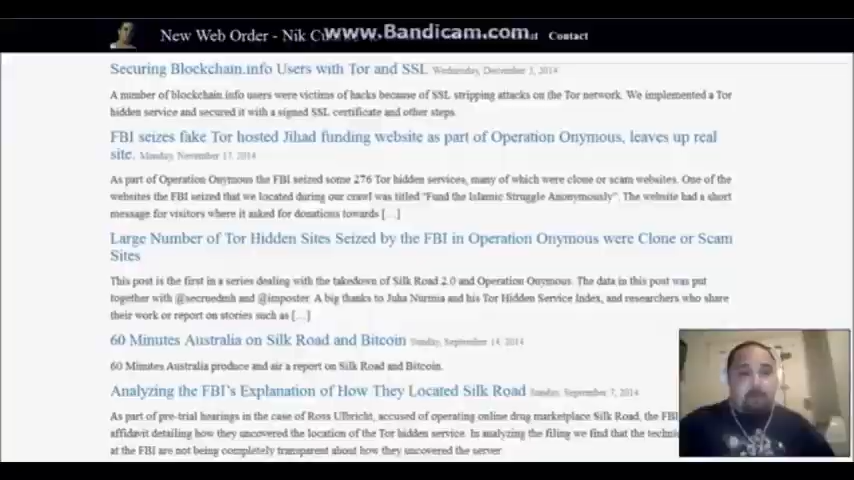 New Web Order - Nik
www.Bandicam.com
Contact
Securing Blockchain.info Users with Tor and SSL Wednesday, December 3, 2014
A number of blockchain.info users were victims of hacks because of SSL stripping attacks on the Tor network. We implemented a Tor
hidden service and secured it with a signed SSL certificate and other steps.
FBI seizes fake Tor hosted Jihad funding website as part of Operation Onymous, leaves up real
site. Monday, November 17, 2014
As part of Operation Onymous the FBI seized some 276 Tor hidden services, many of which were clone or scam websites. One of the
websites the FBI seized that we located during our crawl was titled "Fund the Islamic Struggle Anonymously". The website had a short
message for visitors where it asked for donations towards [...]
Large Number of Tor Hidden Sites Seized by the FBI in Operation Onymous were Clone or Scam
Sites
This post is the first in a series dealing with the takedown of Silk Road 2.0 and Operation Onymous. The data in this post was put
together with @secruedmh and @imposter. A big thanks to Juha Nurmia and his Tor Hidden Service Index, and researchers who share
their work or report on stories such as [...]
60 Minutes Australia on Silk Road and Bitcoin Sunday, September 14, 2014
60 Minutes Australia produce and air a report on Silk Road and Bitcoin.
Analyzing the FBI's Explanation of How They Located Silk Road Sunday, September 7, 2014
As part of pre-trial hearings in the case of Ross Ulbricht, accused of operating online drug marketplace Silk Road, the FBI
affidavit detailing how they uncovered the location of the Tor hidden service. In analyzing the filing we find that the
at the FBI are not being completely transparent about how they uncovered the server